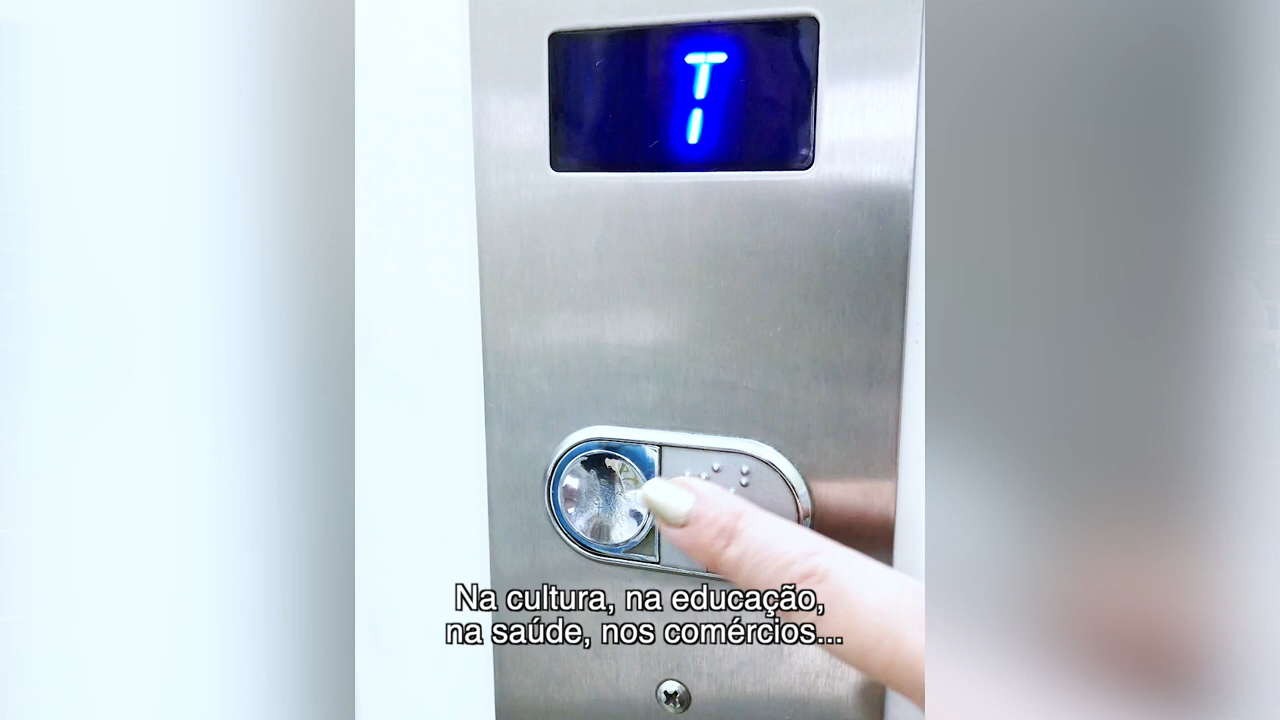 T
Na cultura, na educação,
na saúde, nos comércios...